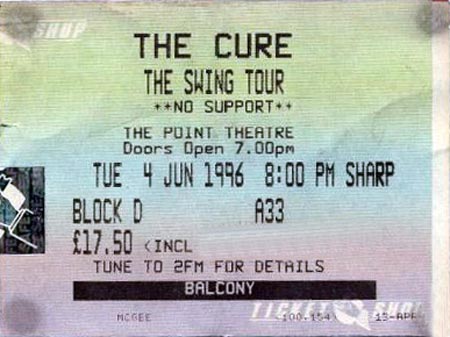 SHOP
THE CURE
THE SWING TOUR
**NO SUPPORT**
THE POINT THEATRE
Doors Open 7.00pm
TUE 4 JUN 1996 8:00 PM SHARP
BLOCK D A33
£17.50 <INCL
TUNE TO 2FM FOR DETAILS
BALCONY
TICKET SHOP
MCGEE